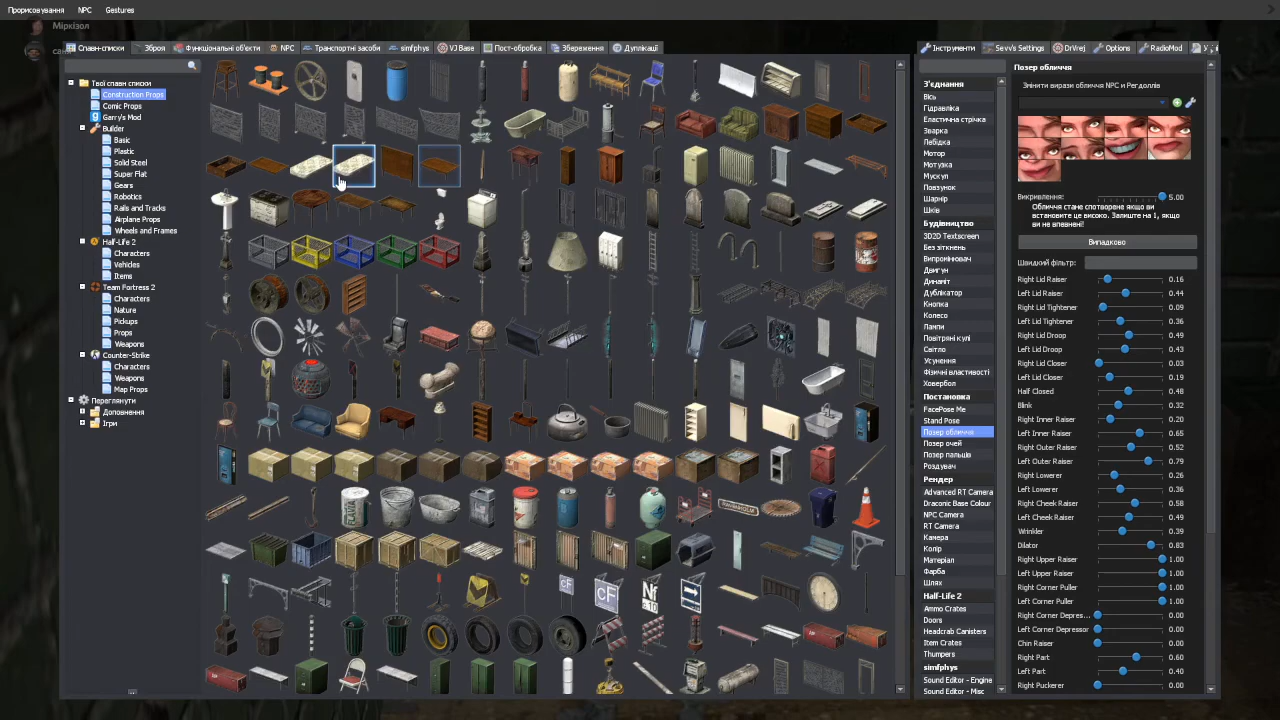 Прорисовування NPC Gestures
Міркізол
Спавн-списки Зброя Функціональні об'єкти NPC Транспортні засоби simfphys VJ Base Пост-обробка Збереження Дуплікації
Твої спавн списки
Construction Props
Comic Props
Garry's Mod
Builder
Basic
Plastic
Solid Steel
Super Flat
Gears
Robotics
Rails and Tracks
Airplane Props
Wheels and Frames
Half-Life 2
Characters
Vehicles
Items
Team Fortress 2
Characters
Nature
Pickups
Props
Weapons
Counter-Strike
Characters
Weapons
Map Props
Переглянути
Доповнення
Ігри
Інструменти Sevv's Settings DrVrej Options RadioMod
З'єднання
Вісь
Гідравліка
Еластична стрічка
Зварка
Лебідка
Мотор
Мотузка
Мускул
Повзунок
Шарнір
Шків
Будівництво
3D2D Textscreen
Без зіткнень
Випромінювач
Двигун
Динаміт
Дублікатор
Кнопка
Колесо
Лампи
Повітряні кулі
Світло
Усунення
Фізичні властивості
Ховербол
Постановка
FacePose Me
Stand Pose
Позер обличчя
Позер очей
Позер пальців
Роздувач
Рендер
Advanced RT Camera
Draconic Base Colour
NPC Camera
RT Camera
Камера
Колір
Матеріал
Фарба
Шлях
Half-Life 2
Ammo Crates
Doors
Headcrab Canisters
Item Crates
Thumpers
simfphys
Sound Editor - Engine
Sound Editor - Misc
Позер обличчя
Змінити вирази обличчя NPC и Регдоллів
Викривлення: 5.00
Обличчя стане спотворене якщо ви
встановите це високо. Залиште на 1, якщо
ви не впевнені!
Випадково
Швидкий фільтр:
Right Lid Raiser 0.16
Left Lid Raiser 0.44
Right Lid Tightener 0.09
Left Lid Tightener 0.36
Right Lid Droop 0.49
Left Lid Droop 0.43
Right Lid Closer 0.03
Left Lid Closer 0.19
Half Closed 0.48
Blink 0.32
Right Inner Raiser 0.20
Left Inner Raiser 0.65
Right Outer Raiser 0.52
Left Outer Raiser 0.79
Right Lowerer 0.26
Left Lowerer 0.36
Right Cheek Raiser 0.58
Left Cheek Raiser 0.49
Wrinkler 0.39
Dilator 0.83
Right Upper Raiser 1.00
Left Upper Raiser 1.00
Right Corner Puller 1.00
Left Corner Puller 1.00
Right Corner Depres... 0.00
Left Corner Depressor 0.00
Chin Raiser 0.00
Right Part 0.60
Left Part 0.40
Right Puckerer 0.00